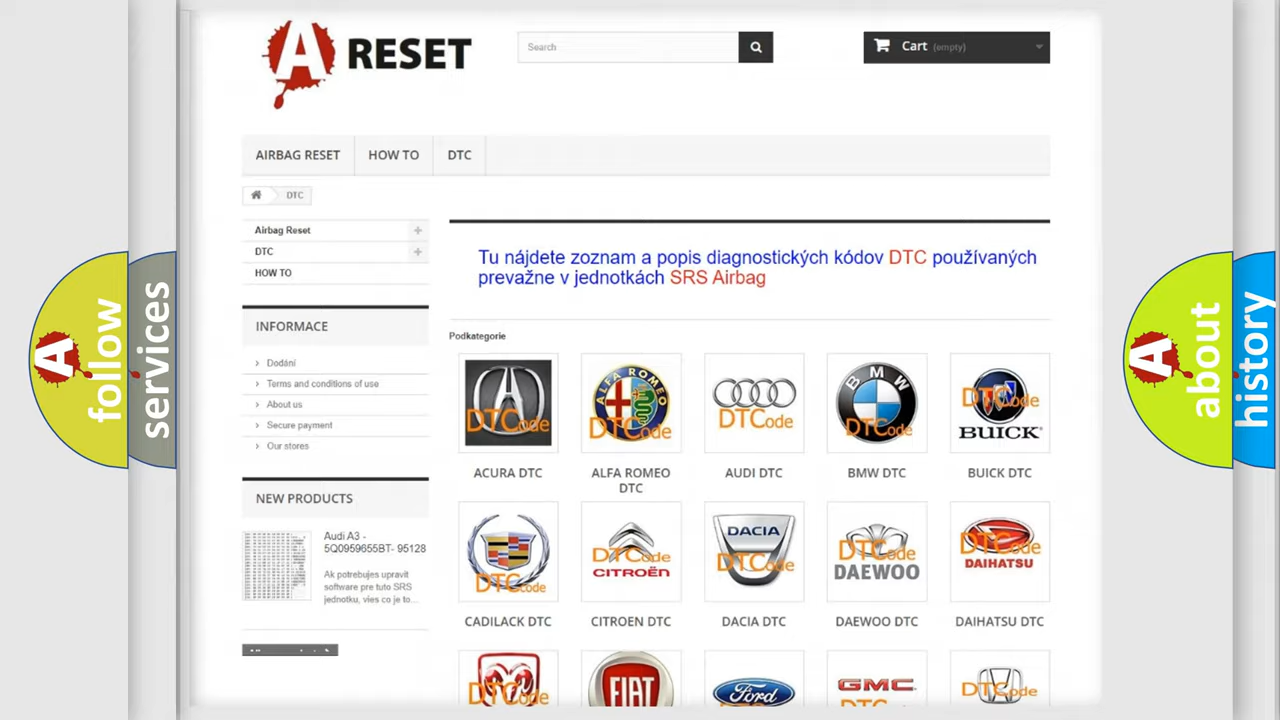 A RESET
Search
Cart (empty)
AIRBAG RESET
HOW TO
DTC
DTC
Airbag Reset
DTC
HOW TO
INFORMACE
Dodání
Terms and conditions of use
About us
Secure payment
Our stores
NEW PRODUCTS
Audi A3 -
5Q0959655BT- 95128
Ak potrebujes upravit
software pre tuto SRS
jednotku, vies co je to...
Tu nájdete zoznam a popis diagnostických kódov DTC používaných
prevažne v jednotkách SRS Airbag
Podkategorie
DTCode
ALFA ROMEO
DTCode
DTCode
BMW
DTCode
DTCode
BUICK
ACURA DTC
ALFA ROMEO
DTC
AUDI DTC
BMW DTC
BUICK DTC
DTCode
DTCode
CITROËN
DACIA
DTCode
DTCode
DAEWOO
DTCode
DAIHATSU
CADILACK DTC
CITROEN DTC
DACIA DTC
DAEWOO DTC
DAIHATSU DTC
DTCode
FIAT
Ford
GMC
DTCode
A follow
services
A about
history